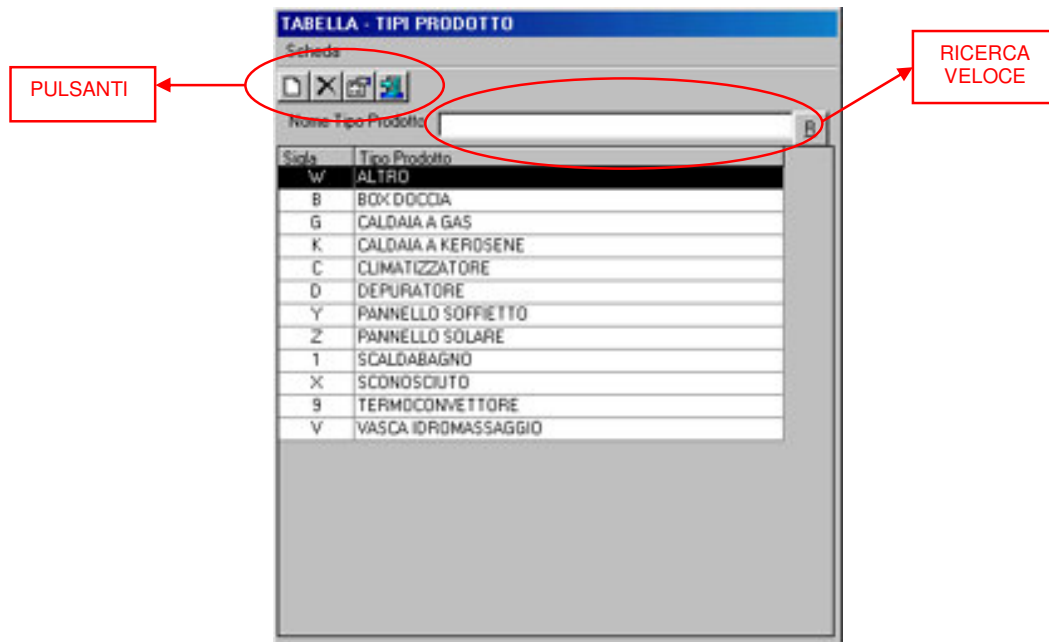 TABELLA - TIPI PRODOTTO
Scheda
PULSANTI
RICERCA
VELOCE
Nome Tipo Prodotto
R
Sigla Tipo Prodotto
W ALTRO
B BOX DOCCIA
G CALDAIA A GAS
K CALDAIA A KEROSENE
C CLIMATIZZATORE
D DEPURATORE
Y PANNELLO SOFFIETTO
Z PANNELLO SOLARE
1 SCALDABAGNO
X SCONOSCIUTO
9 TERMOCONVETTORE
V VASCA IDROMASSAGGIO